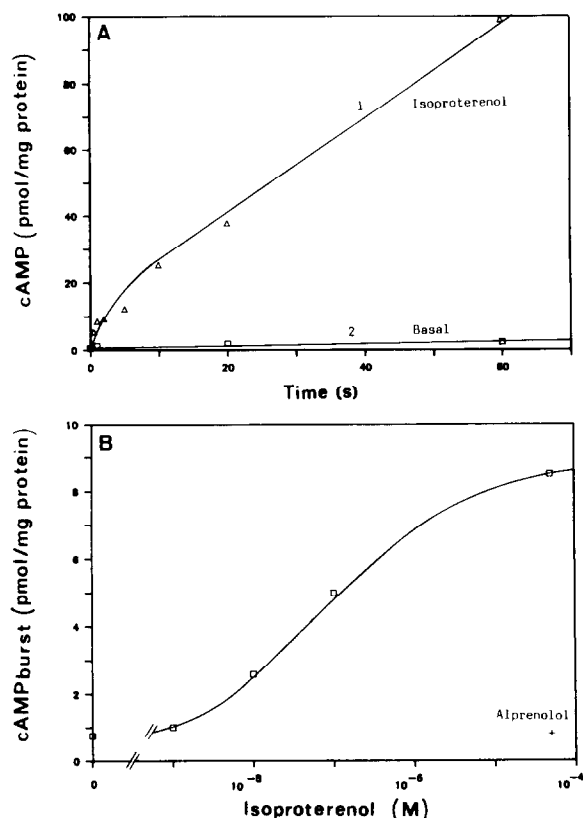 A
100
80
60
40
20
0
cAMP (pmol/mg protein)
1
Isoproterenol
2
Basal
0 20 40 60
Time (s)
B
10
8
6
4
2
0
cAMPburst (pmol/mg protein)
Alprenolol
0 10⁻⁸ 10⁻⁶ 10⁻⁴
Isoproterenol (M)